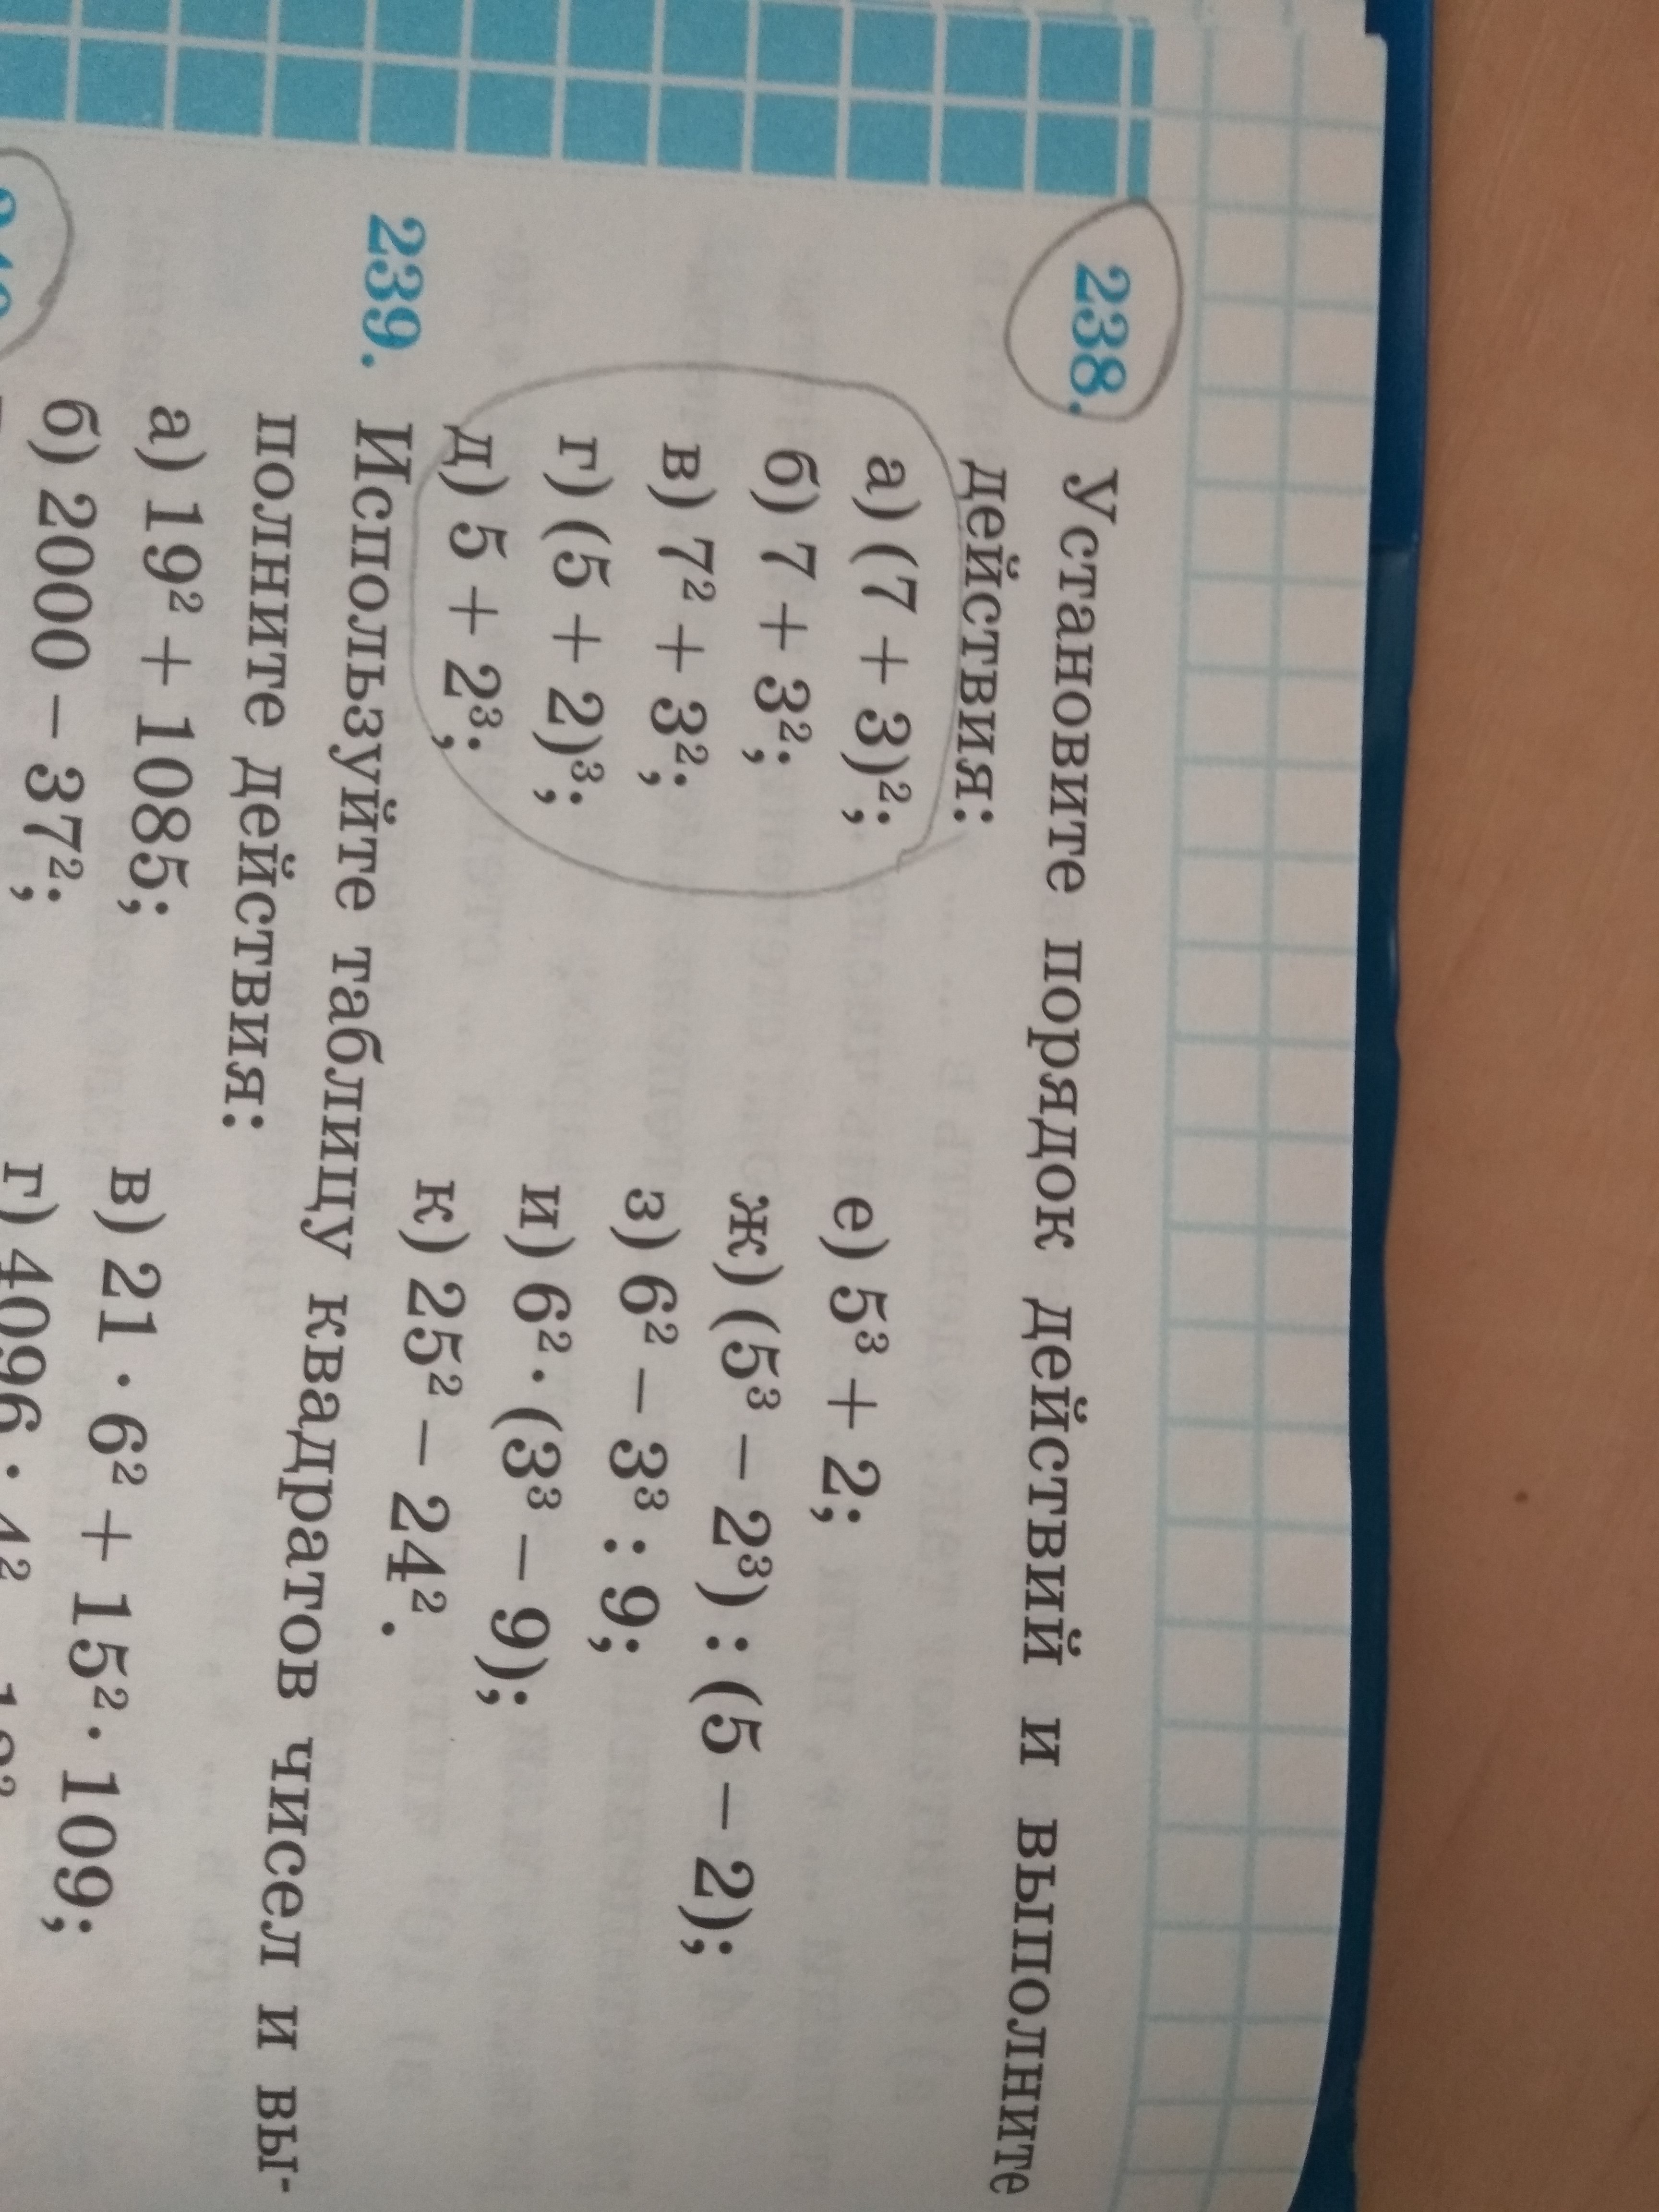 238. Установите порядок действий и выполните
действия:
а) (7 + 3)²;
б) 7 + 3²;
в) 7² + 3²;
г) (5 + 2)³;
д) 5 + 2³;
е) 5³ + 2;
ж) (5³ − 2³) : (5 − 2);
з) 6² − 3³ : 9;
и) 6² · (3³ − 9);
к) 25² − 24².
239. Используйте таблицу квадратов чисел и вы-
полните действия:
а) 19² + 1085;
б) 2000 − 37²;
в) 21 · 6² + 15² · 109;
г) 4096 : 4²